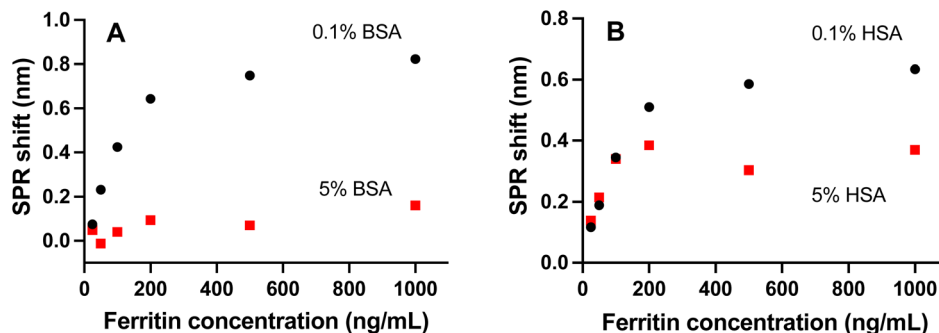 A
0.1% BSA
5% BSA
SPR shift (nm)
1.0
0.8
0.6
0.4
0.2
0.0
0 200 400 600 800 1000
Ferritin concentration (ng/mL)
B
0.1% HSA
5% HSA
SPR shift (nm)
0.8
0.6
0.4
0.2
0.0
0 200 400 600 800 1000
Ferritin concentration (ng/mL)